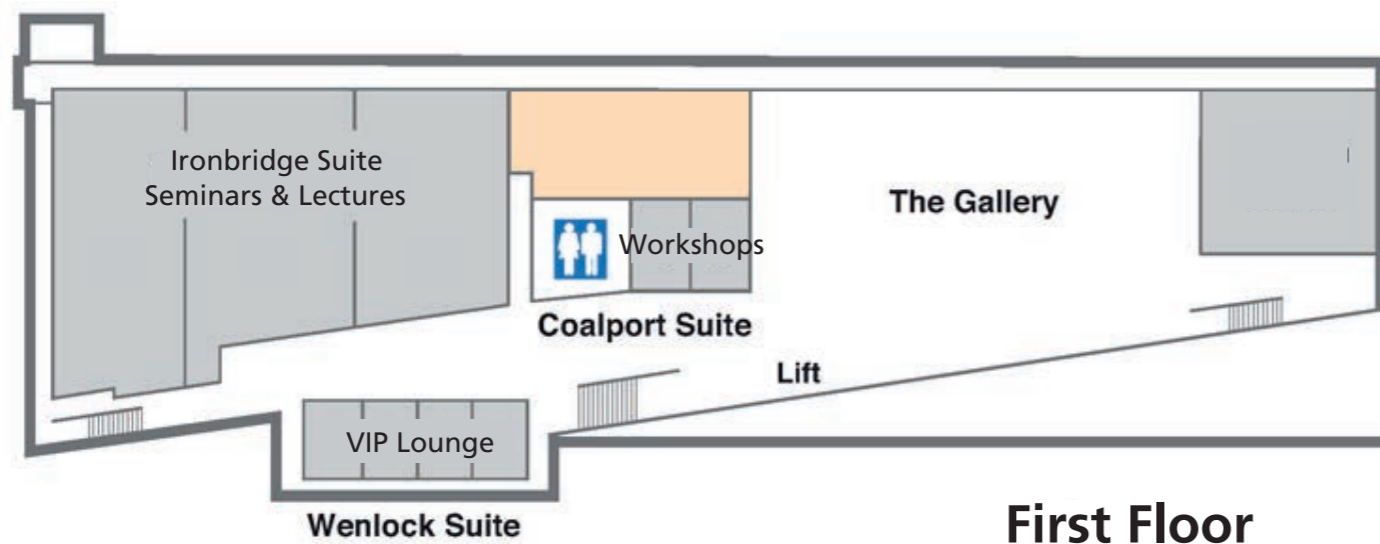 Ironbridge Suite
Seminars & Lectures
The Gallery
Workshops
Coalport Suite
Lift
VIP Lounge
Wenlock Suite
First Floor